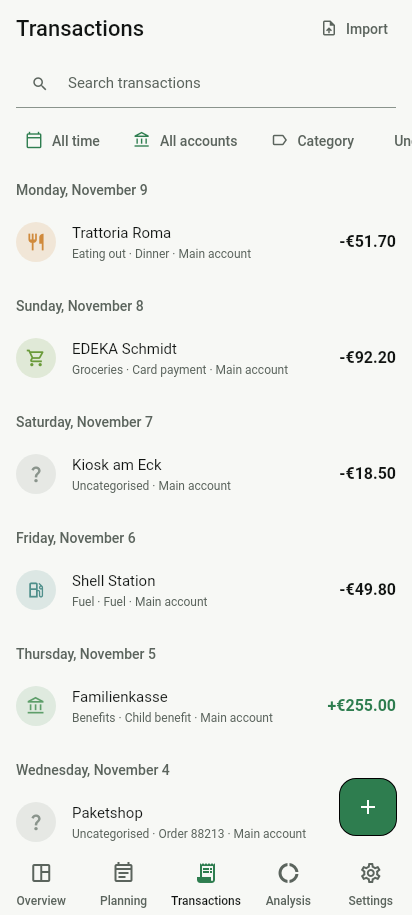 Transactions
Import
Search transactions
All time
All accounts
Category
Monday, November 9
Trattoria Roma
-€51.70
Eating out · Dinner · Main account
Sunday, November 8
EDEKA Schmidt
-€92.20
Groceries · Card payment · Main account
Saturday, November 7
?
Kiosk am Eck
-€18.50
Uncategorised · Main account
Friday, November 6
Shell Station
-€49.80
Fuel · Fuel · Main account
Thursday, November 5
Familienkasse
+€255.00
Benefits · Child benefit · Main account
Wednesday, November 4
?
Paketshop
Uncategorised · Order 88213 · Main account
+
Overview
Planning
Transactions
Analysis
Settings